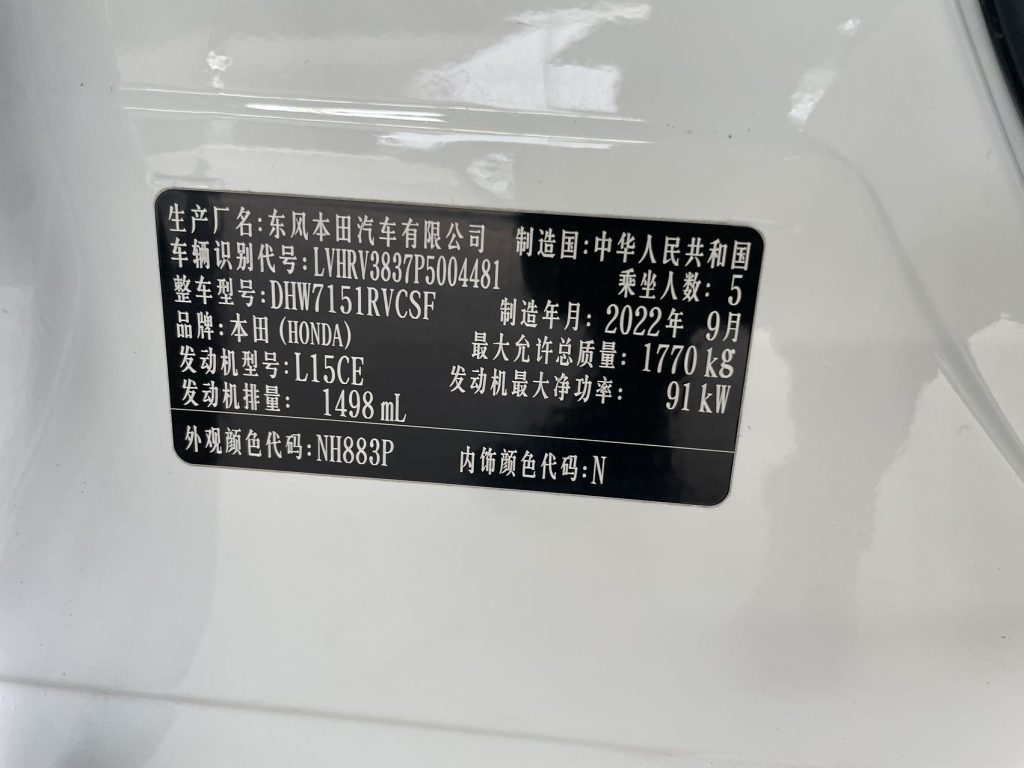 生产厂名:东风本田汽车有限公司 制造国:中华人民共和国
车辆识别代号:LVHRV3837P5004481 乘坐人数: 5
整车型号:DHW7151RVCSF 制造年月: 2022年 9月
品牌:本田(HONDA) 最大允许总质量: 1770 kg
发动机型号:L15CE 发动机最大净功率: 91 kW
发动机排量: 1498 mL
外观颜色代码:NH883P 内饰颜色代码:N